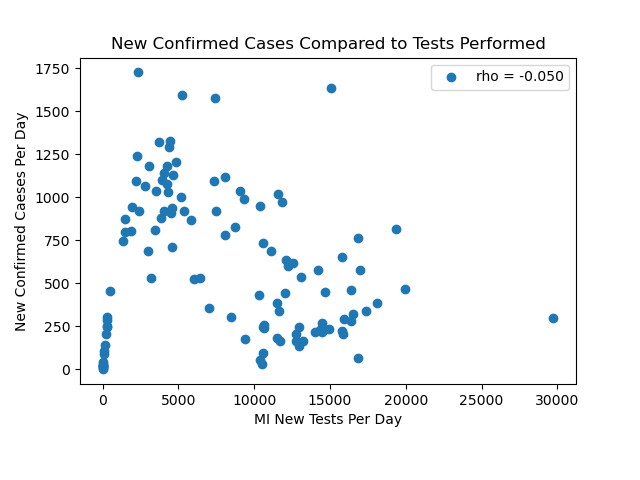 New Confirmed Cases Compared to Tests Performed
rho = -0.050
New Confirmed Caeses Per Day
1750
1500
1250
1000
750
500
250
0
0 5000 10000 15000 20000 25000 30000
MI New Tests Per Day